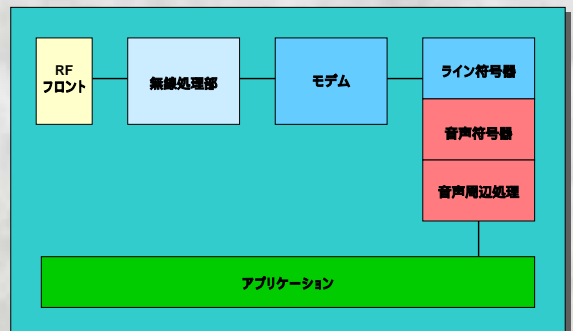 RF
フロント
無線処理部
モデム
ライン符号器
音声符号器
音声周辺処理
アプリケーション